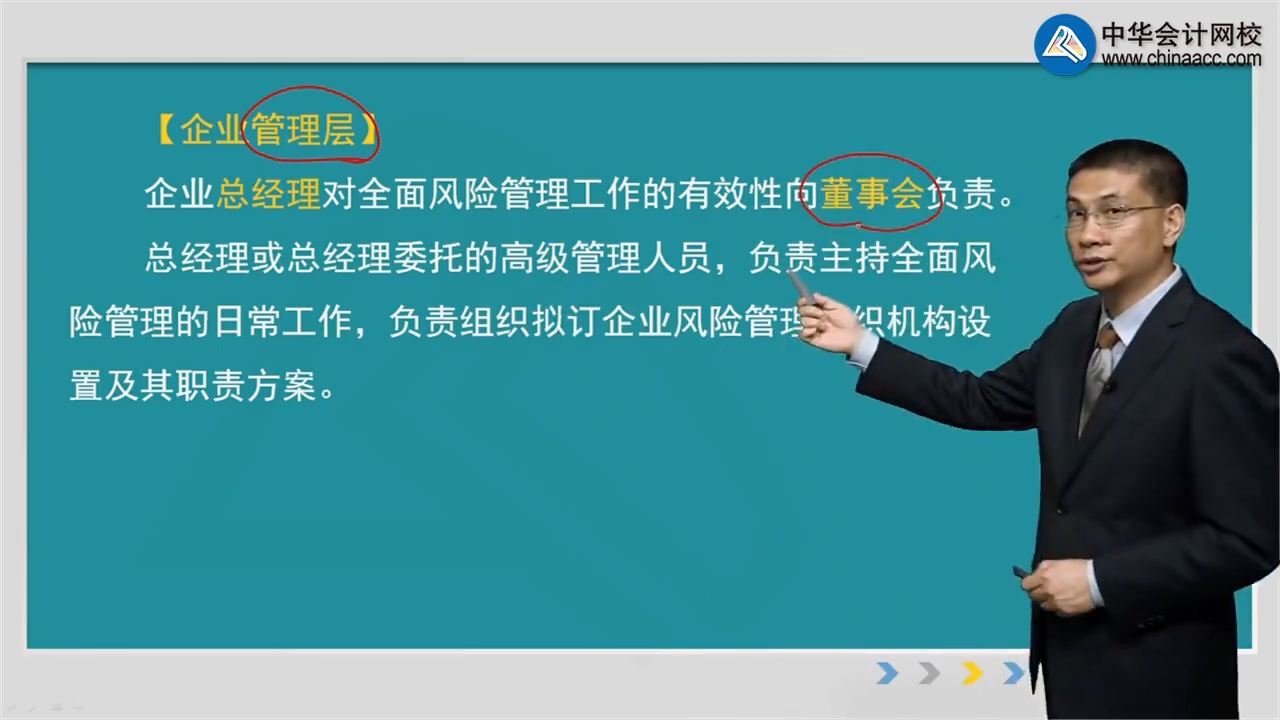 中华会计网校
www.chinaacc.com
【企业管理层】
企业总经理对全面风险管理工作的有效性向董事会负责。
总经理或总经理委托的高级管理人员，负责主持全面风
险管理的日常工作，负责组织拟订企业风险管理织机构设
置及其职责方案。